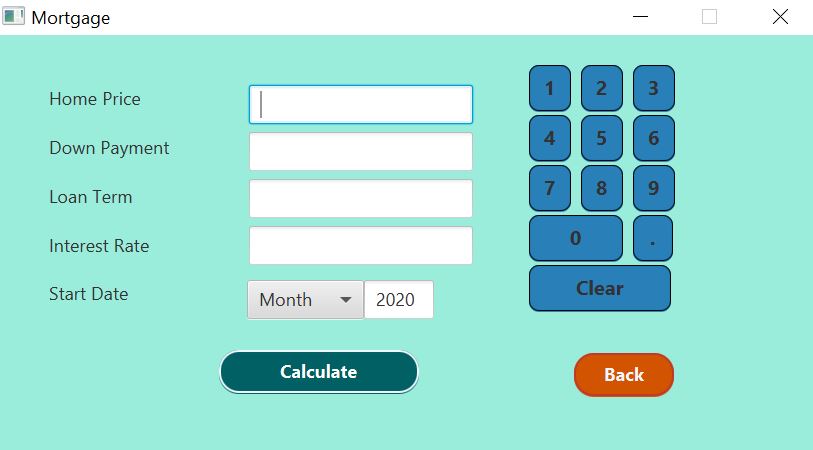 Mortgage
Home Price
Down Payment
Loan Term
Interest Rate
Start Date
Month 2020
Calculate
1 2 3
4 5 6
7 8 9
0 .
Clear
Back